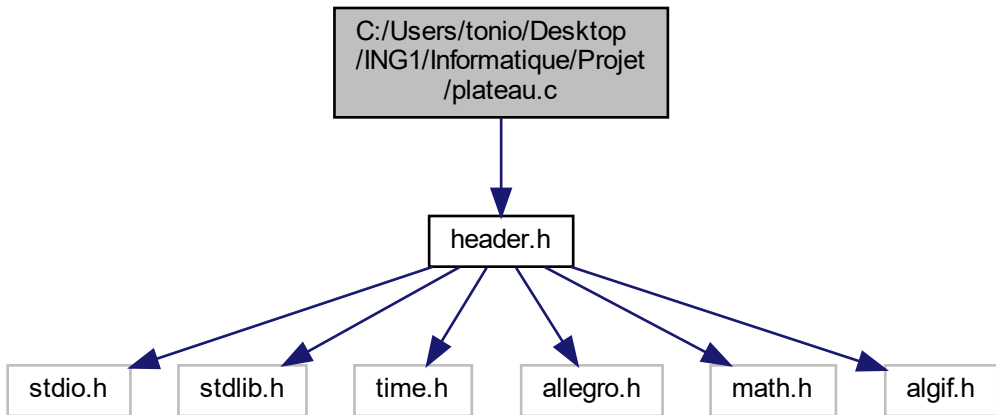 C:/Users/tonio/Desktop
/ING1/Informatique/Projet
/plateau.c
header.h
stdio.h
stdlib.h
time.h
allegro.h
math.h
algif.h